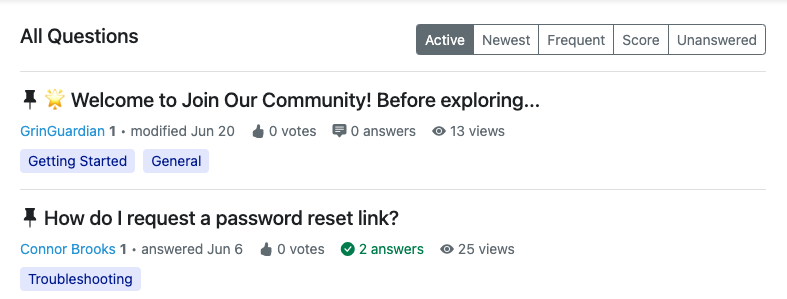 All Questions
Active Newest Frequent Score Unanswered
Welcome to Join Our Community! Before exploring...
GrinGuardian 1 • modified Jun 20 0 votes 0 answers 13 views
Getting Started General
How do I request a password reset link?
Connor Brooks 1 • answered Jun 6 0 votes 2 answers 25 views
Troubleshooting